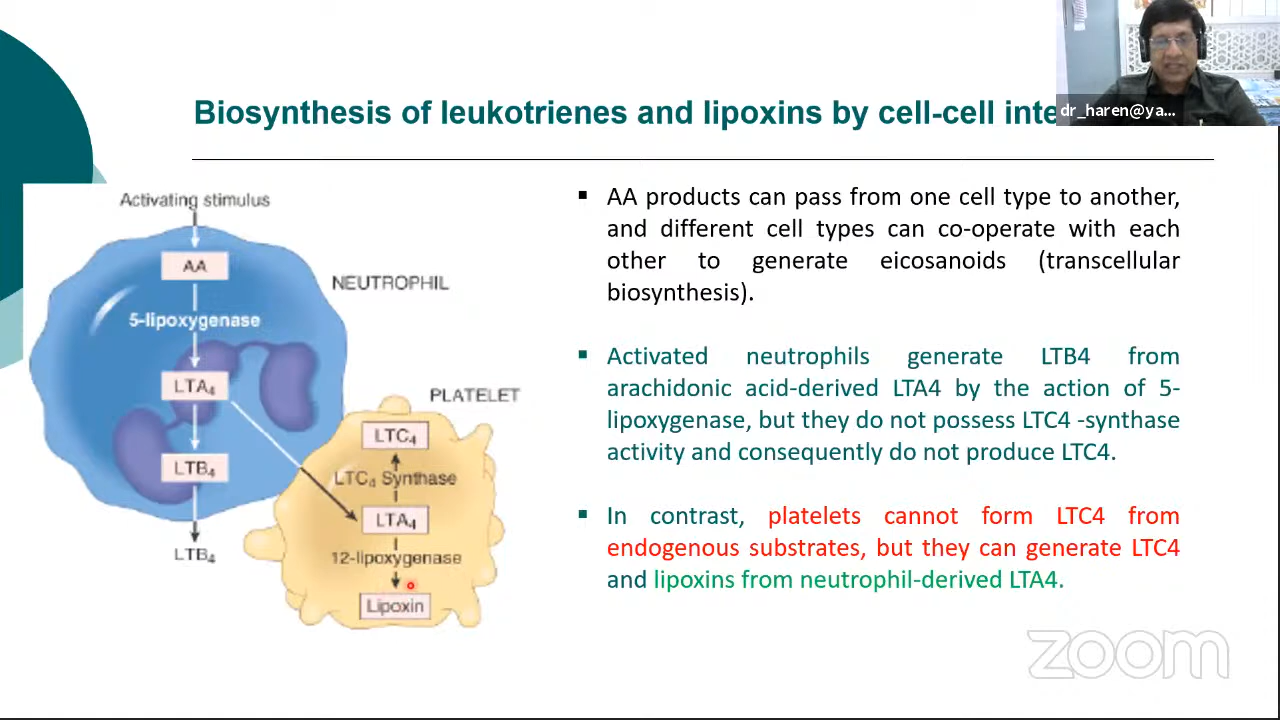 Biosynthesis of leukotrienes and lipoxins by cell-cell inte
dr_haren@ya...
Activating stimulus
AA
NEUTROPHIL
5-lipoxygenase
LTA₄
PLATELET
LTC₄
LTB₄
LTC₄ Synthase
LTA₄
LTB₄
12-lipoxygenase
Lipoxin
▪ AA products can pass from one cell type to another,
and different cell types can co-operate with each
other to generate eicosanoids (transcellular
biosynthesis).
▪ Activated neutrophils generate LTB4 from
arachidonic acid-derived LTA4 by the action of 5-
lipoxygenase, but they do not possess LTC4 -synthase
activity and consequently do not produce LTC4.
▪ In contrast, platelets cannot form LTC4 from
endogenous substrates, but they can generate LTC4
and lipoxins from neutrophil-derived LTA4.
zoom